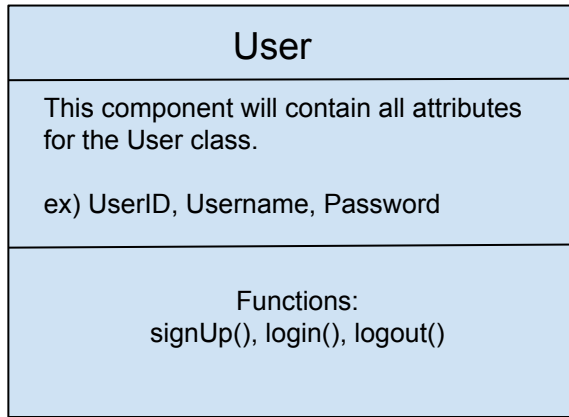 User
This component will contain all attributes
for the User class.
ex) UserID, Username, Password
Functions:
signUp(), login(), logout()